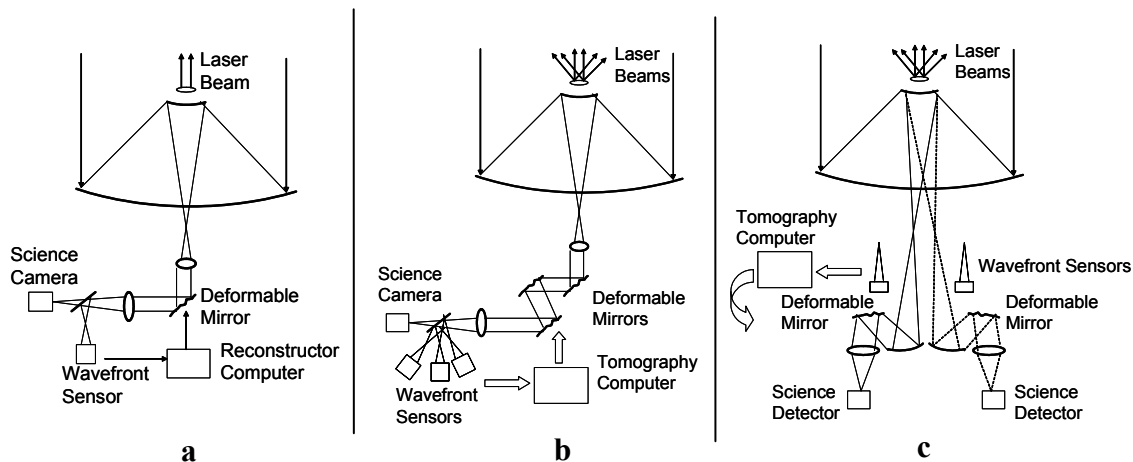 Laser
Beam
Science
Camera
Deformable
Mirror
Wavefront
Sensor
Reconstructor
Computer
a
Laser
Beams
Science
Camera
Deformable
Mirrors
Wavefront
Sensors
Tomography
Computer
b
Laser
Beams
Tomography
Computer
Wavefront Sensors
Deformable
Mirror
Deformable
Mirror
Science
Detector
Science
Detector
c